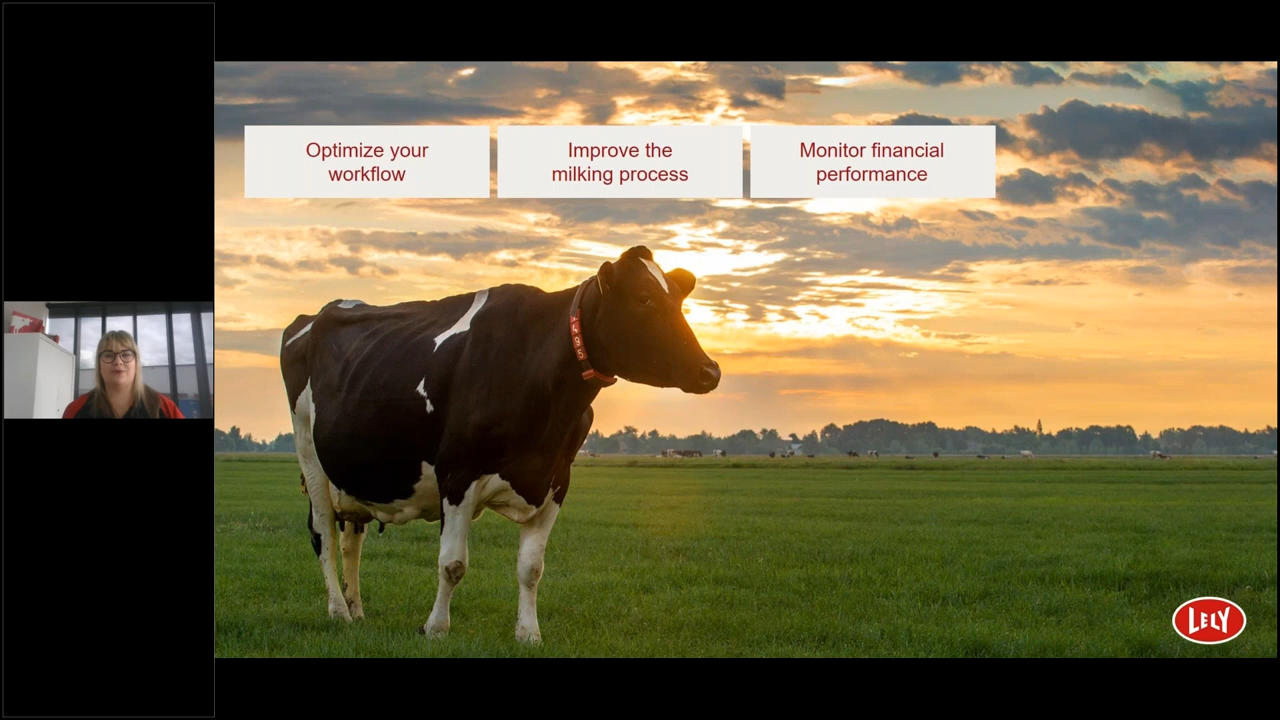 Optimize your
workflow
Improve the
milking process
Monitor financial
performance
LELY